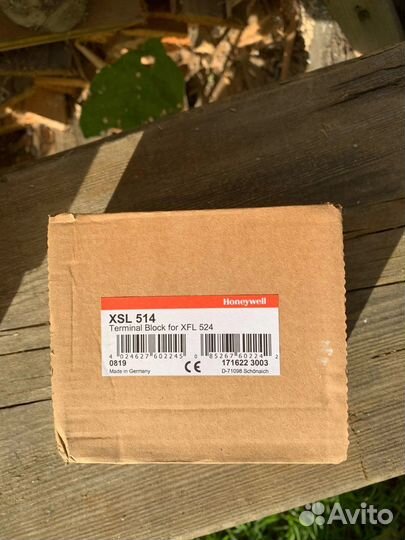 Honeywell
XSL 514
Terminal Block for XFL 524
4 024627 602245 0 85267 60224 2
0819 171622 3003
Made in Germany CE D-71098 Schönaich
Avito